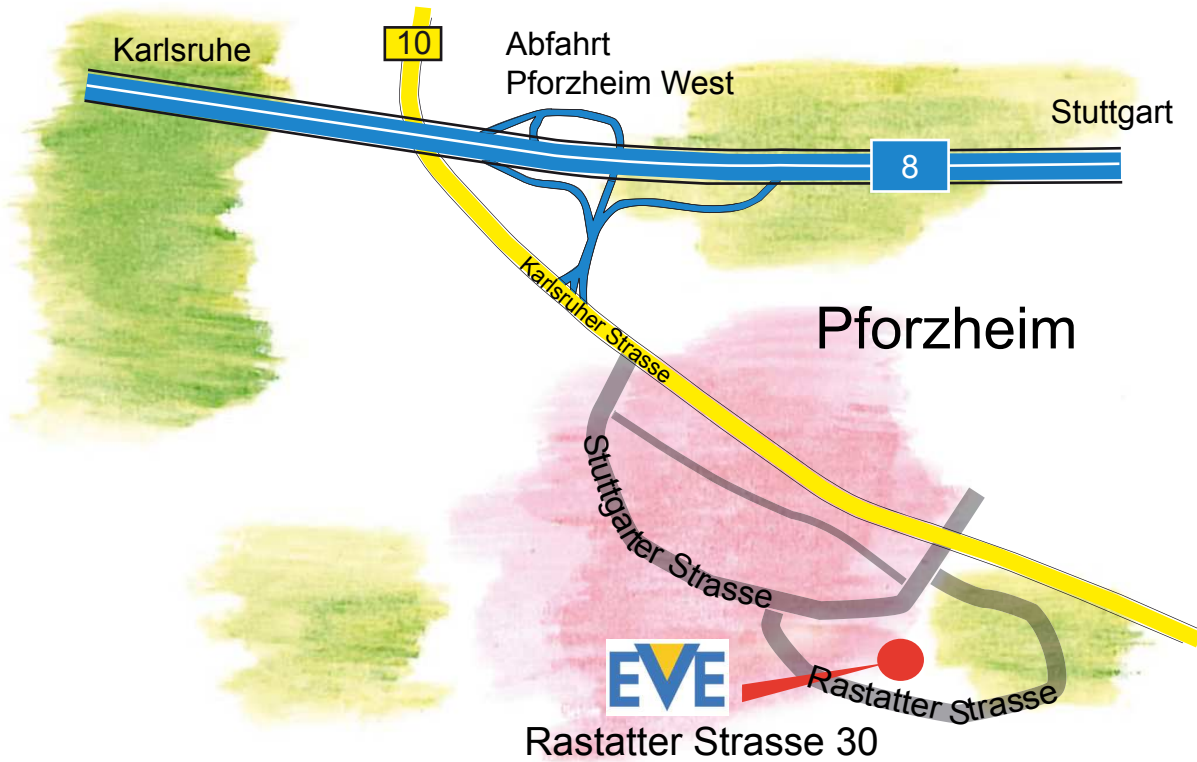 Karlsruhe
10
Abfahrt
Pforzheim West
Stuttgart
8
Karlsruher Strasse
Pforzheim
Stuttgarter Strasse
EVE
Rastatter Strasse
Rastatter Strasse 30